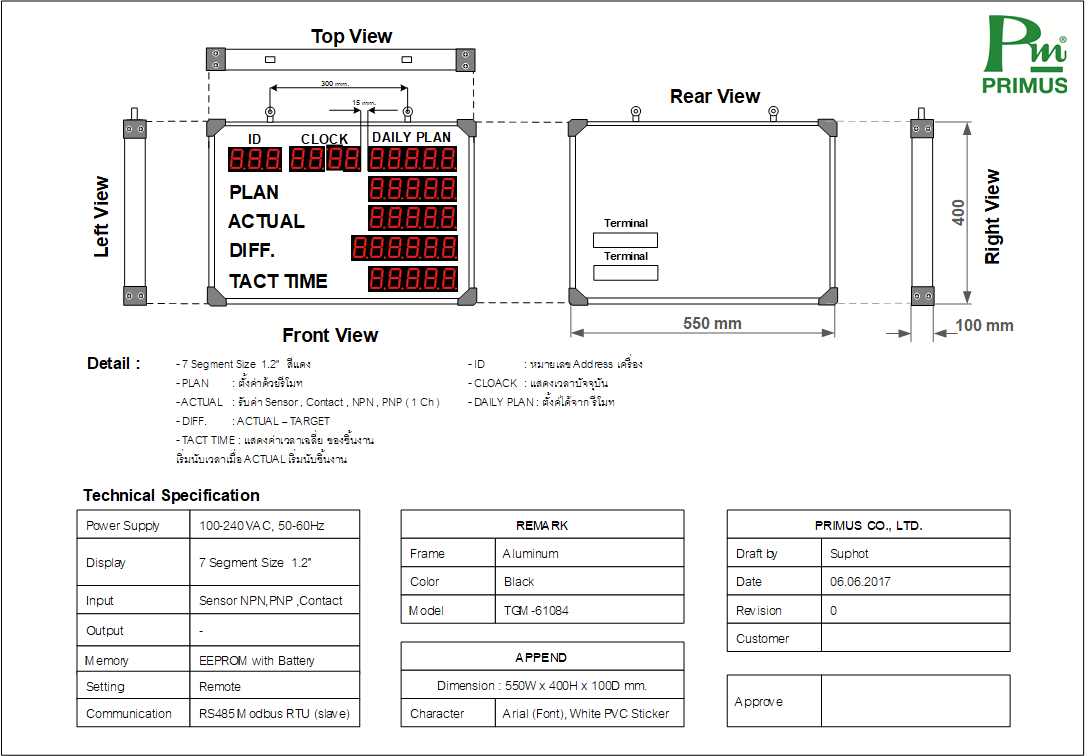 Top View
Pm®
PRIMUS
300 mm.
15 mm.
Rear View
ID CLOCK DAILY PLAN
8.8.8 8.8.8.8. 8.8.8.8.8.
PLAN 8.8.8.8.8.
ACTUAL 8.8.8.8.8.
DIFF. 8.8.8.8.8.8.
TACT TIME 8.8.8.8.8.
Left View
Terminal
Terminal
400
Right View
Front View
550 mm
100 mm
Detail :
- 7 Segment Size 1.2" สีแดง
- PLAN : ตั้งค่าด้วยรีโมท
- ACTUAL : รับค่า Sensor , Contact , NPN , PNP ( 1 Ch )
- DIFF. : ACTUAL – TARGET
- TACT TIME : แสดงค่าเวลาเฉลี่ย ของชิ้นงาน
เริ่มนับเวลาเมื่อ ACTUAL เริ่มนับชิ้นงาน
- ID : หมายเลข Address เครื่อง
- CLOACK : แสดงเวลาปัจจุบัน
- DAILY PLAN : ตั้งค่าได้จากรีโมท
Technical Specification
Power Supply 100-240 VAC, 50-60Hz
Display 7 Segment Size 1.2"
Input Sensor NPN,PNP ,Contact
Output -
Memory EEPROM with Battery
Setting Remote
Communication RS485 Modbus RTU (slave)
REMARK
Frame Aluminum
Color Black
Model TGM-61084
APPEND
Dimension : 550W x 400H x 100D mm.
Character Arial (Font), White PVC Sticker
PRIMUS CO., LTD.
Draft by Suphot
Date 06.06.2017
Revision 0
Customer
Approve